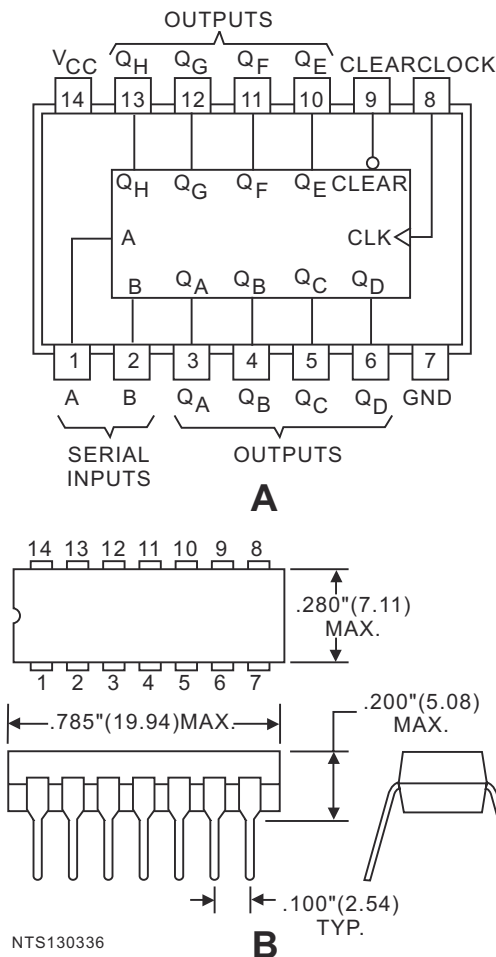 OUTPUTS
VCC QH QG QF QE CLEAR CLOCK
14 13 12 11 10 9 8
QH QG QF QE CLEAR
A CLK
B QA QB QC QD
1 2 3 4 5 6 7
A B QA QB QC QD GND
SERIAL
INPUTS
OUTPUTS
A
14 13 12 11 10 9 8
.280"(7.11)
MAX.
1 2 3 4 5 6 7
.785"(19.94)MAX.
.200"(5.08)
MAX.
.100"(2.54)
TYP.
NTS130336
B